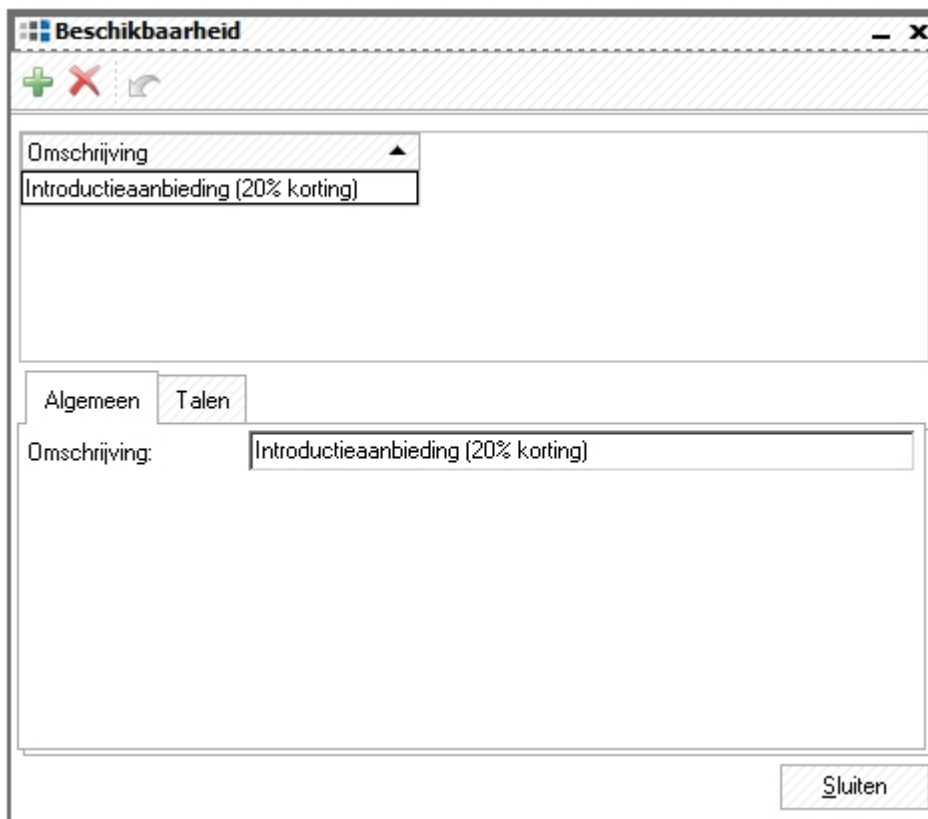 Beschikbaarheid
Omschrijving
Introductieaanbieding (20% korting)
Algemeen Talen
Omschrijving: Introductieaanbieding (20% korting)
Sluiten